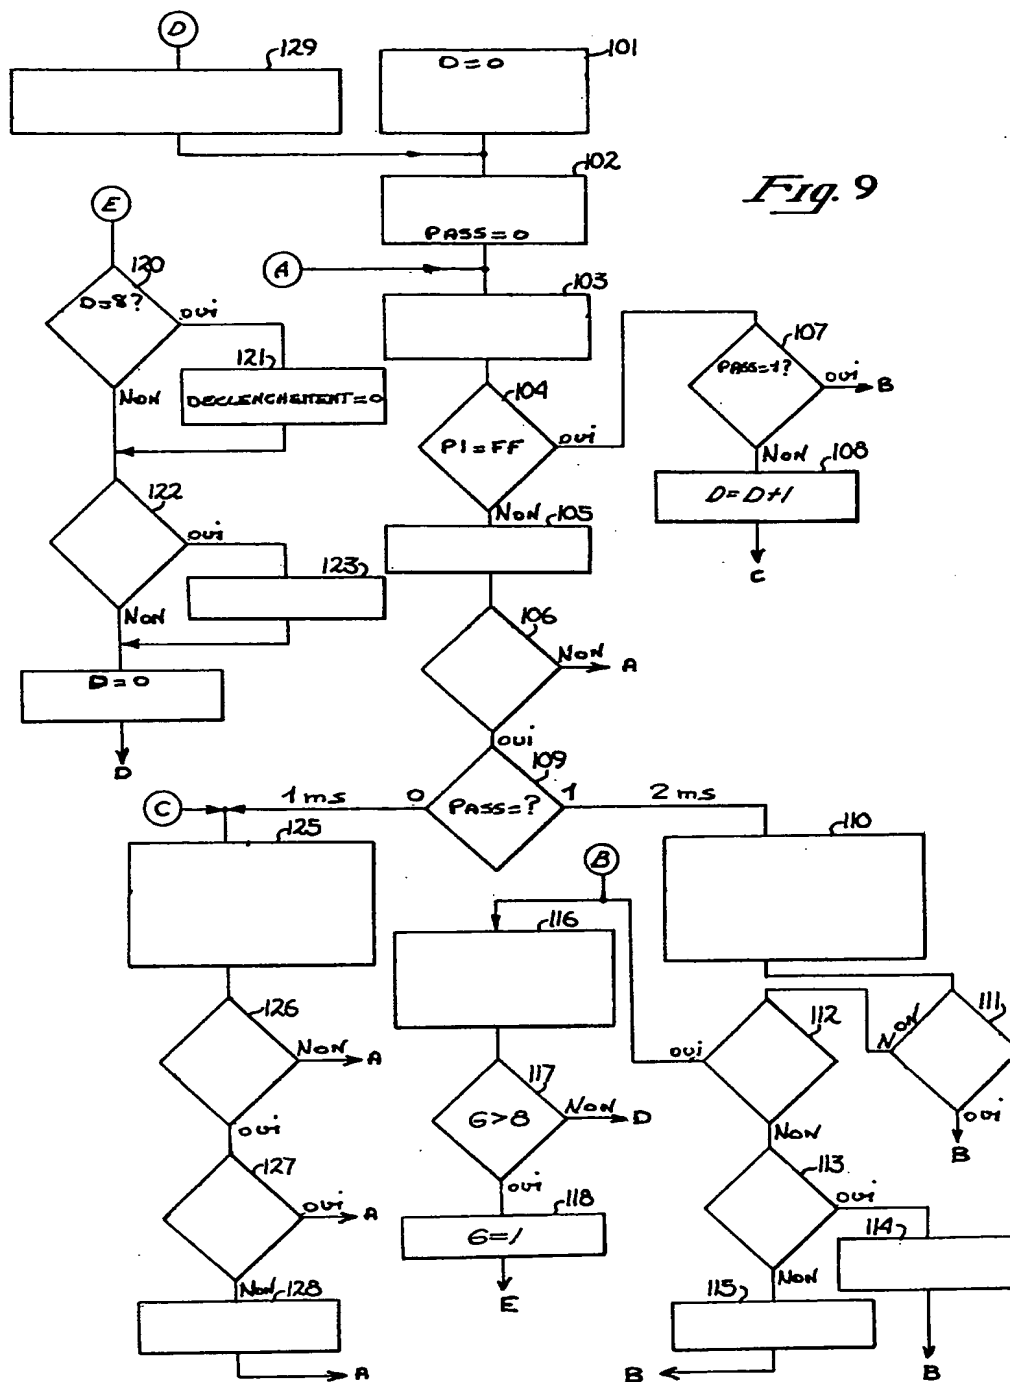 D
129
D=0
101
102
PASS=0
Fig. 9
E
A
120
D=8?
oui
103
107
PASS=1?
oui
B
121
DECLENCHEMENT=0
NON
104
PI=FF
oui
NON
108
D=D+1
C
122
oui
NON
105
123
NON
106
NON
A
D=0
D
oui
109
C
1 ms
0
PASS=?
1
2 ms
125
110
B
116
126
NON
A
oui
117
G>8
NON
D
oui
oui
112
NON
NON
111
oui
B
127
oui
A
NON
128
A
118
G=1
E
113
oui
114
NON
115
B
B